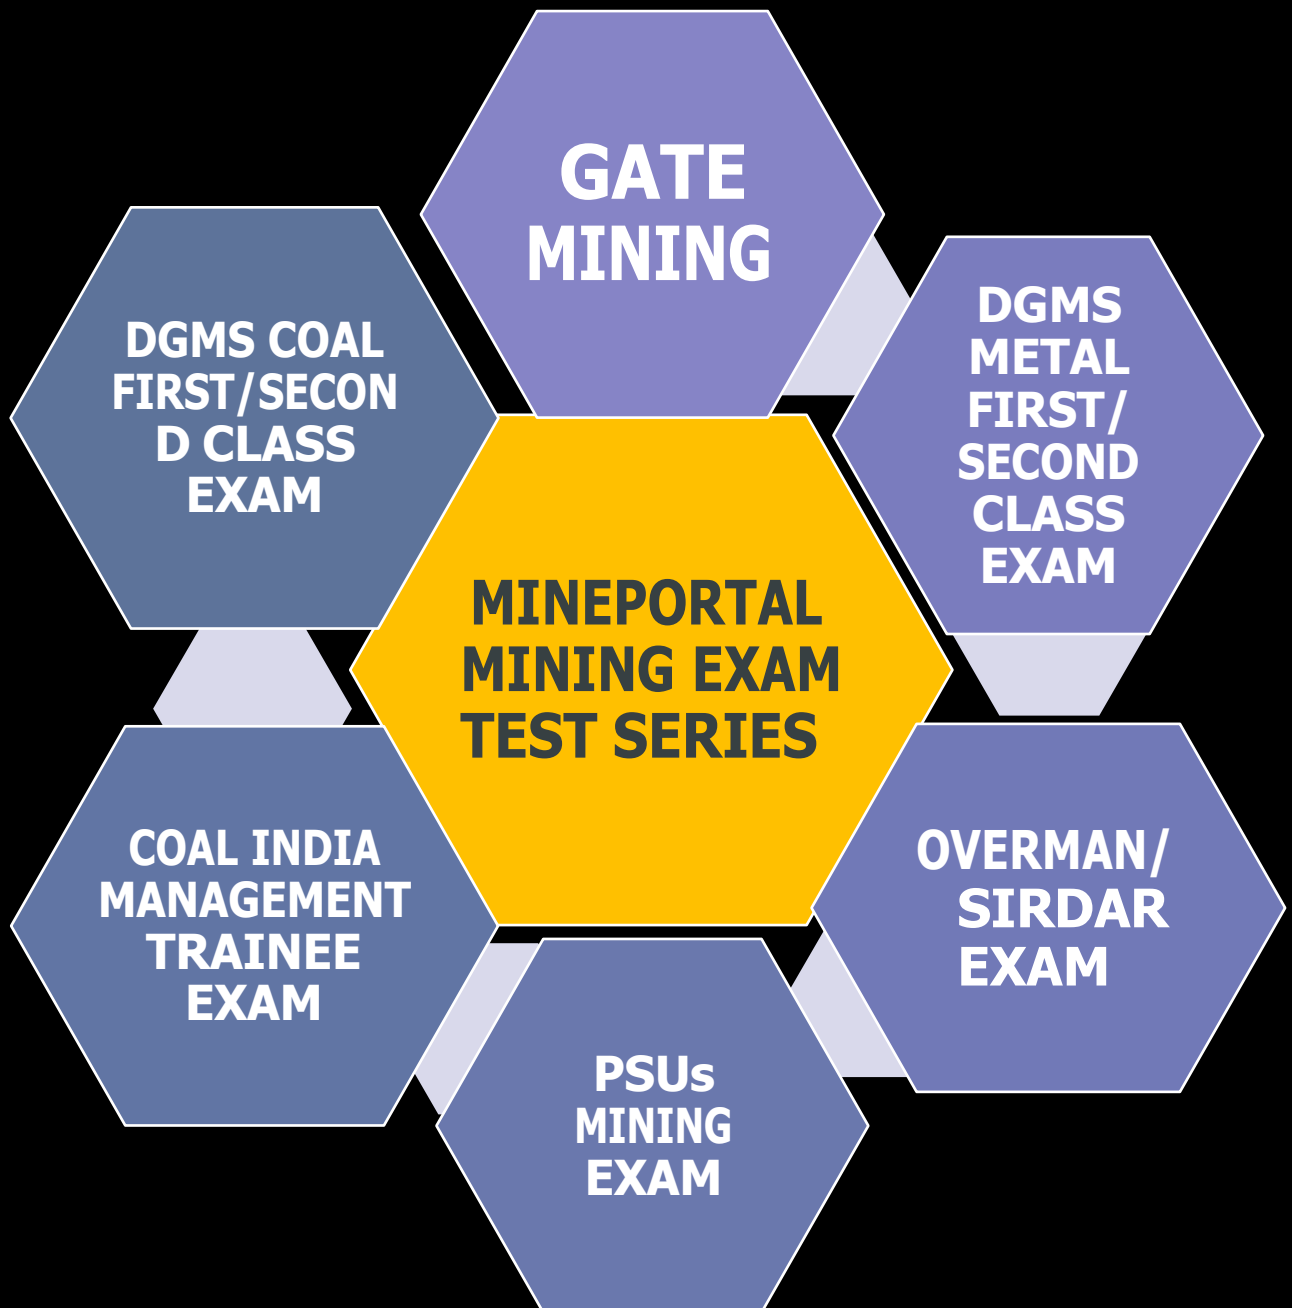 GATE
MINING
DGMS
METAL
FIRST/
SECOND
CLASS
EXAM
OVERMAN/
SIRDAR
EXAM
PSUs
MINING
EXAM
COAL INDIA
MANAGEMENT
TRAINEE
EXAM
DGMS COAL
FIRST/SECON
D CLASS
EXAM
MINEPORTAL
MINING EXAM
TEST SERIES